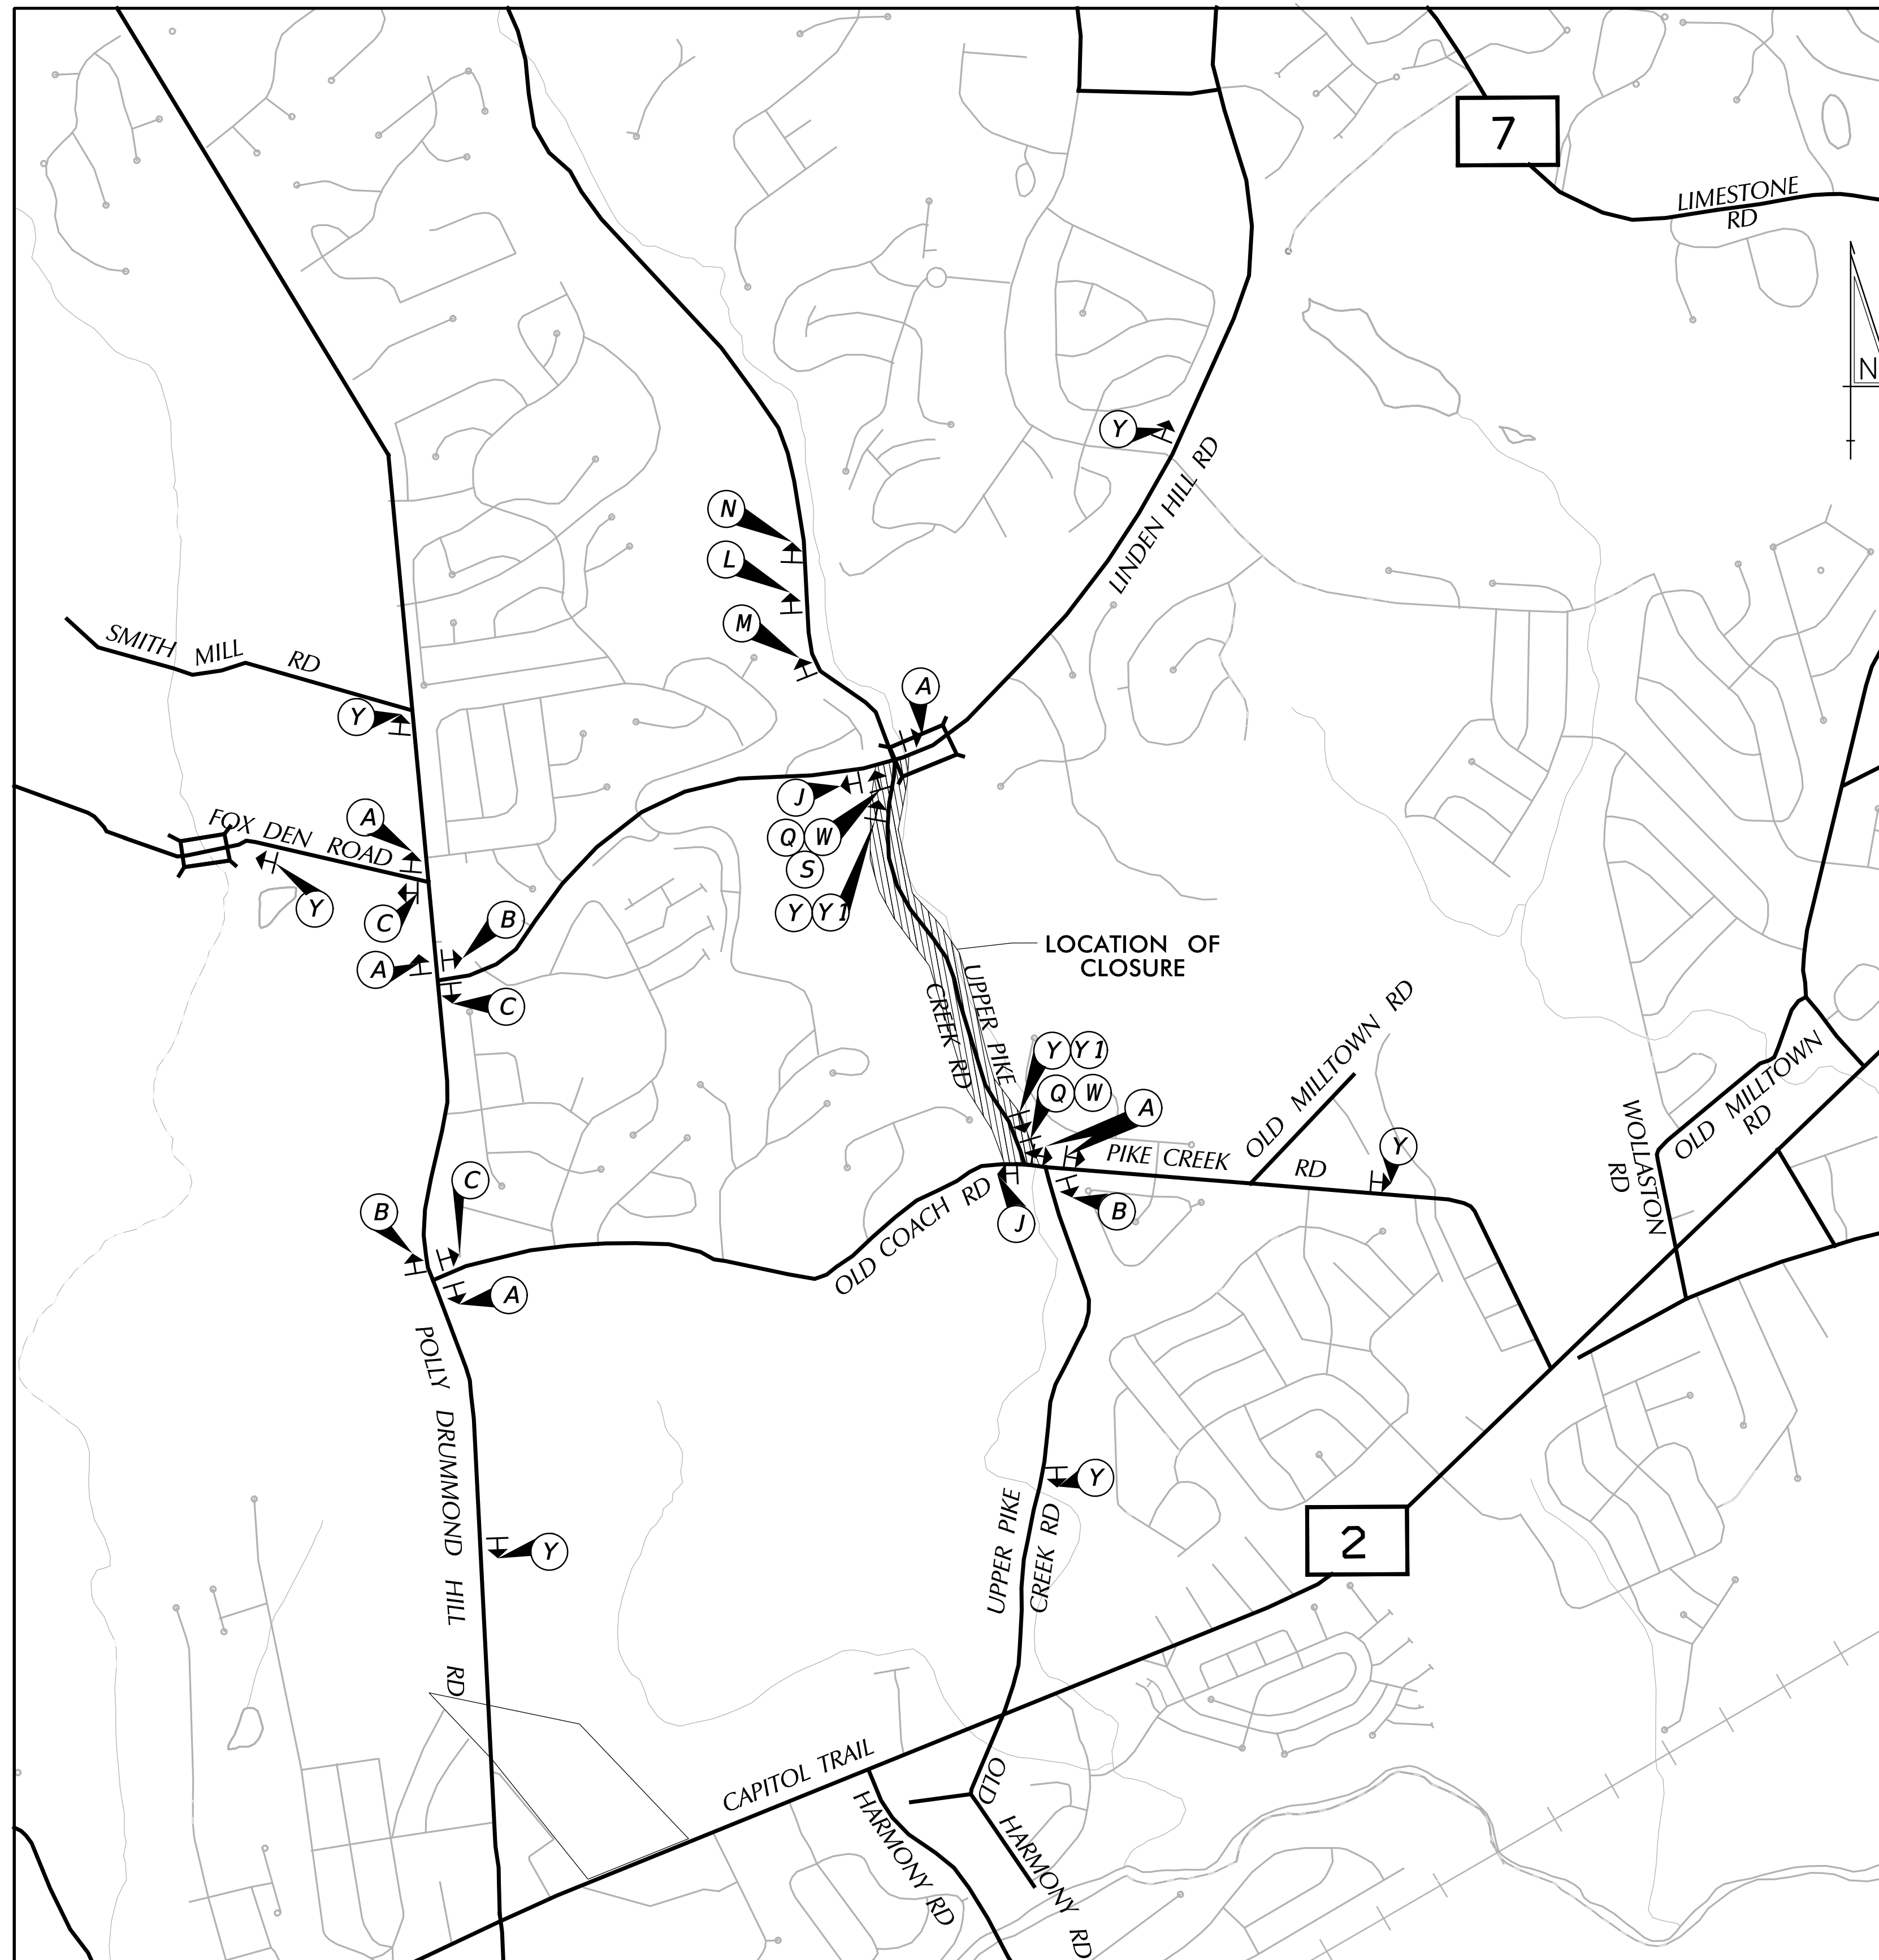 7
LIMESTONE
RD
N
Y
LINDEN HILL RD
N
L
M
SMITH MILL RD
Y
A
J
Q W
S
Y Y1
FOX DEN ROAD
A
Y
C
B
A
C
LOCATION OF
CLOSURE
UPPER PIKE
CREEK RD
Y Y1
Q W
A
OLD MILLTOWN RD
PIKE CREEK RD
Y
WOLLASTON
RD
OLD MILLTOWN
RD
B
C
B
J
OLD COACH RD
A
POLLY DRUMMOND HILL RD
Y
Y
UPPER PIKE
CREEK RD
2
CAPITOL TRAIL
HARMONY RD
OLD HARMONY RD